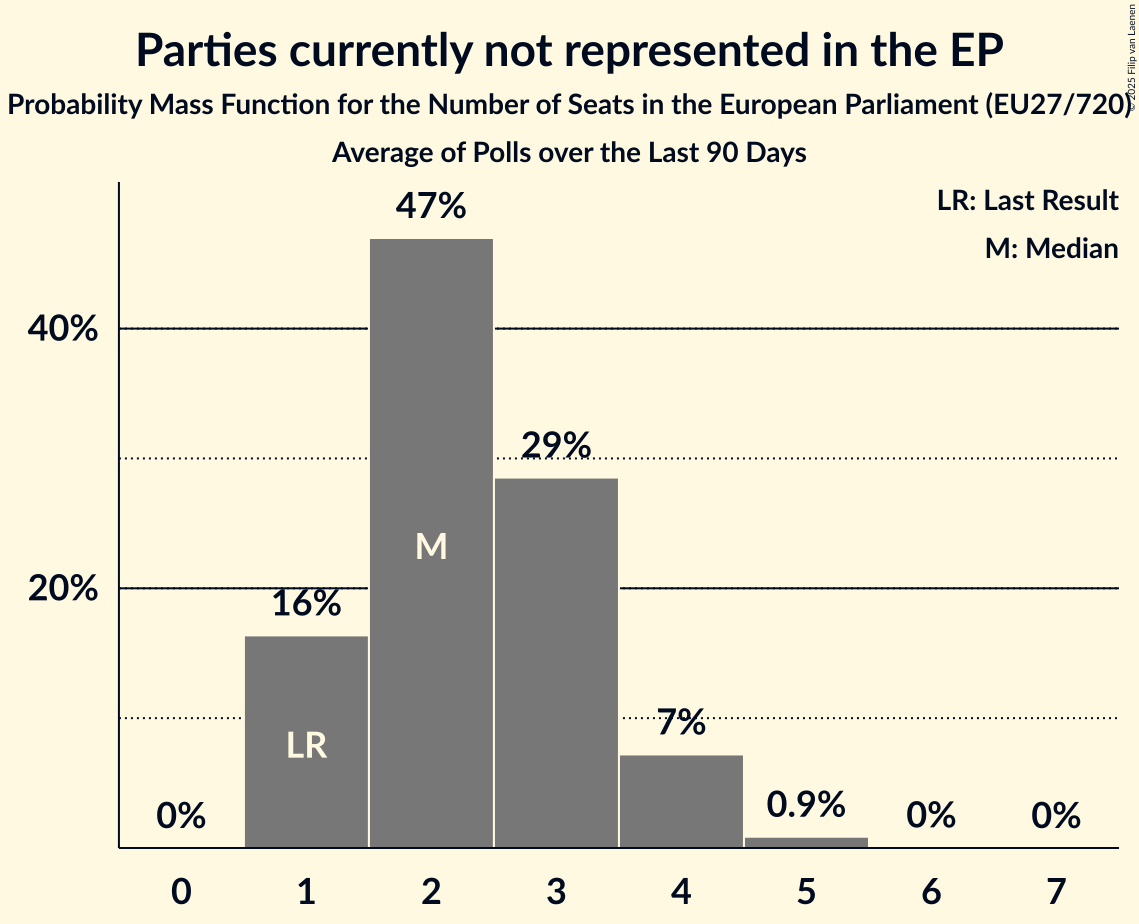 Parties currently not represented in the EP
Probability Mass Function for the Number of Seats in the European Parliament (EU27/720)
Average of Polls over the Last 90 Days
© 2025 Filip van Laenen
LR: Last Result
M: Median
40%
20%
0%
16%
47%
29%
7%
0.9%
0%
0%
LR
M
0 1 2 3 4 5 6 7